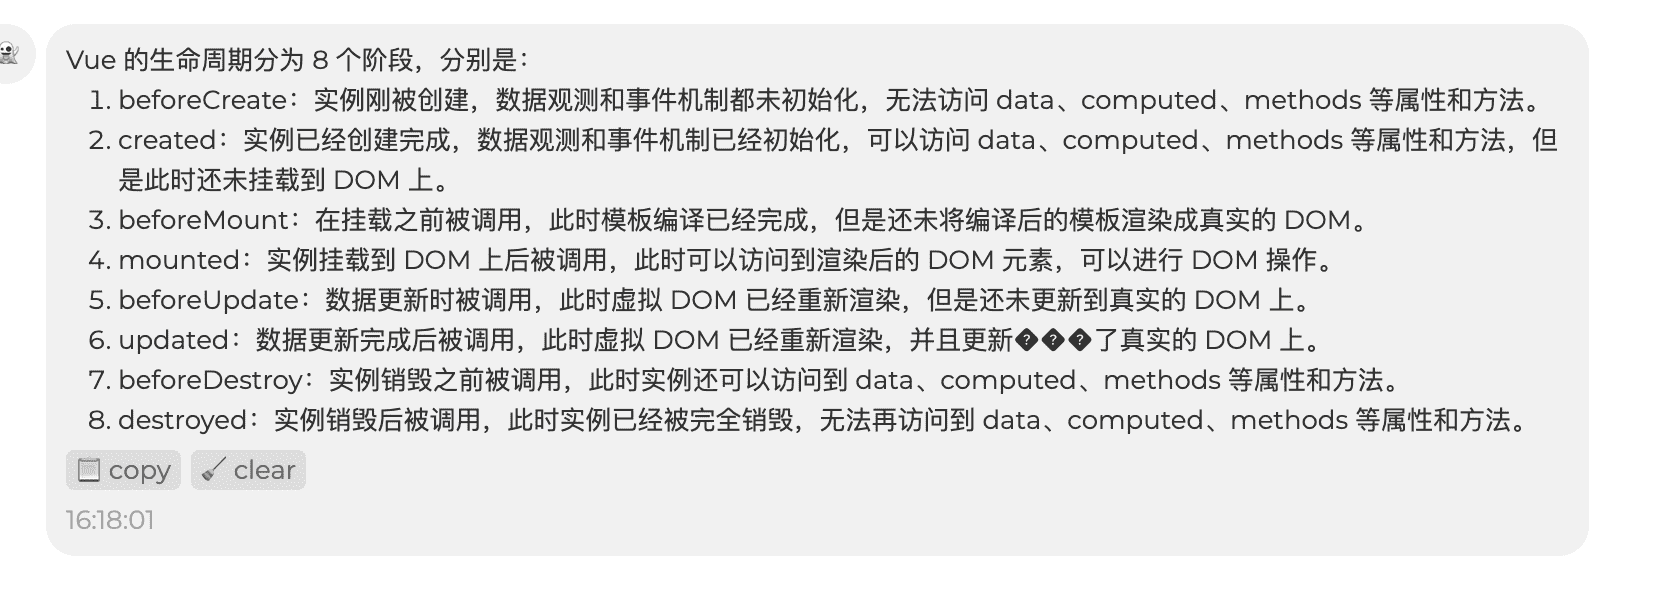 Vue 的生命周期分为 8 个阶段，分别是：
1. beforeCreate：实例刚被创建，数据观测和事件机制都未初始化，无法访问 data、computed、methods 等属性和方法。
2. created：实例已经创建完成，数据观测和事件机制已经初始化，可以访问 data、computed、methods 等属性和方法，但
是此时还未挂载到 DOM 上。
3. beforeMount：在挂载之前被调用，此时模板编译已经完成，但是还未将编译后的模板渲染成真实的 DOM。
4. mounted：实例挂载到 DOM 上后被调用，此时可以访问到渲染后的 DOM 元素，可以进行 DOM 操作。
5. beforeUpdate：数据更新时被调用，此时虚拟 DOM 已经重新渲染，但是还未更新到真实的 DOM 上。
6. updated：数据更新完成后被调用，此时虚拟 DOM 已经重新渲染，并且更新���了真实的 DOM 上。
7. beforeDestroy：实例销毁之前被调用，此时实例还可以访问到 data、computed、methods 等属性和方法。
8. destroyed：实例销毁后被调用，此时实例已经被完全销毁，无法再访问到 data、computed、methods 等属性和方法。
copy clear
16:18:01